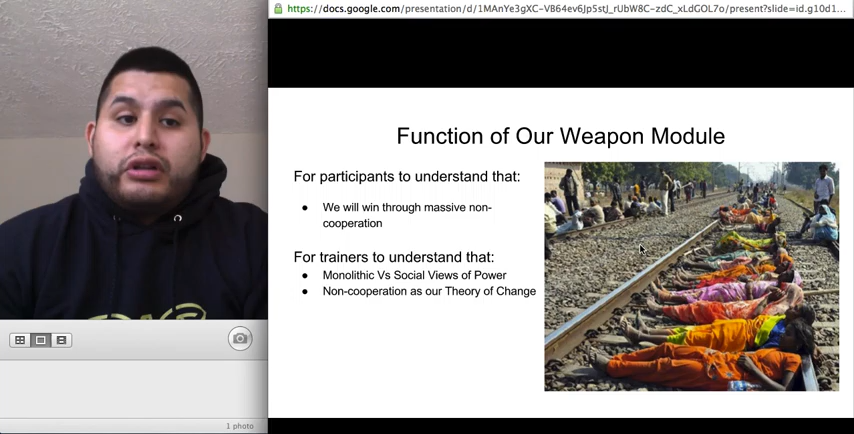 https://docs.google.com/presentation/d/1MAnYe3gXC-VB64ev6Jp5stJ_rUbW8C-zdC_xLdGOL7o/present?slide=id.g10d1...
Function of Our Weapon Module
For participants to understand that:
● We will win through massive non-
cooperation
For trainers to understand that:
● Monolithic Vs Social Views of Power
● Non-cooperation as our Theory of Change
1 photo